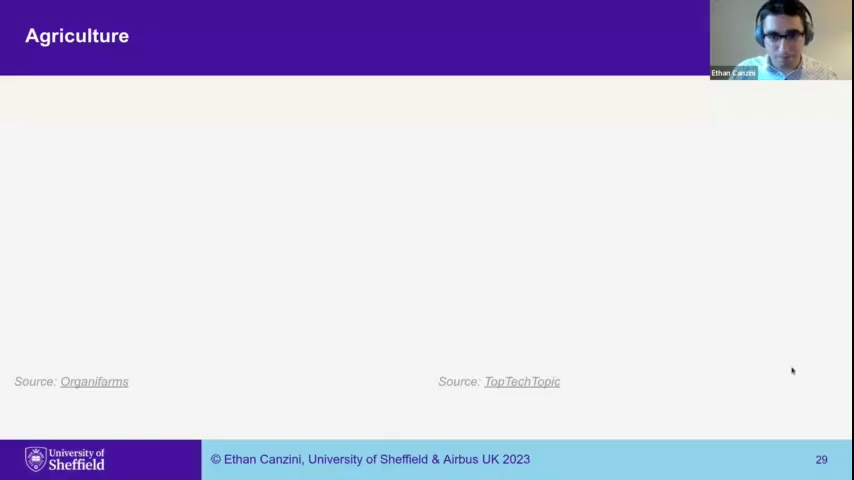 Agriculture
Ethan Canzini
Source: Organifarms
Source: TopTechTopic
University of
Sheffield
© Ethan Canzini, University of Sheffield & Airbus UK 2023
29